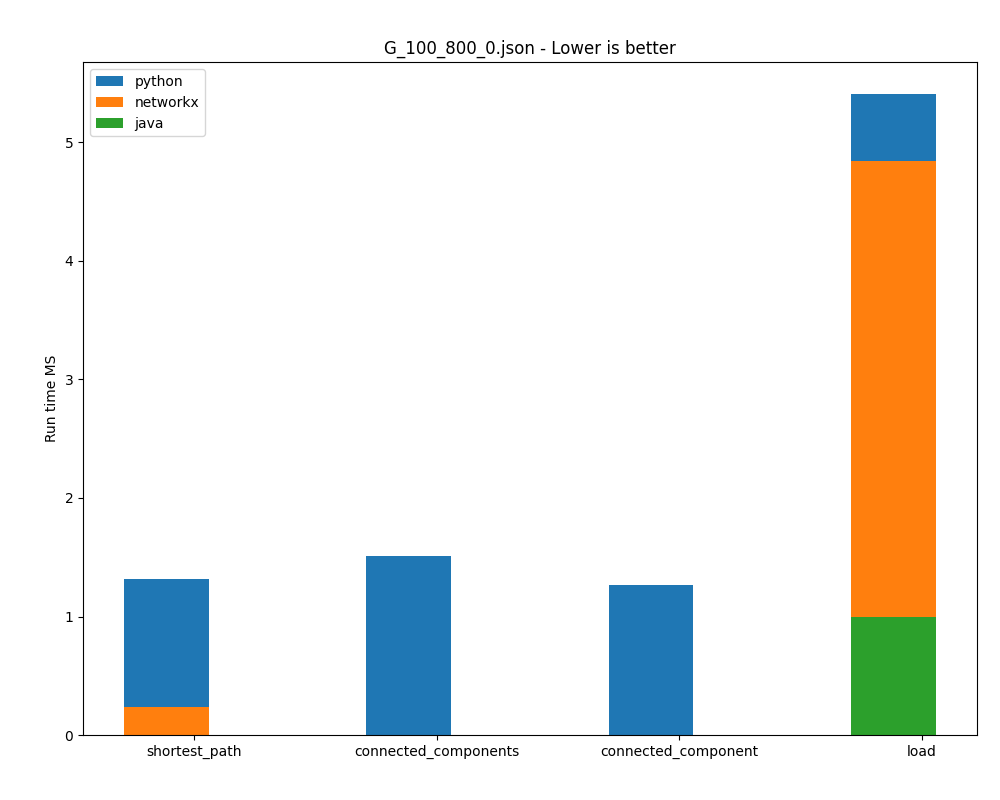 G_100_800_0.json - Lower is better
python
networkx
java
Run time MS
5
4
3
2
1
0
shortest_path
connected_components
connected_component
load